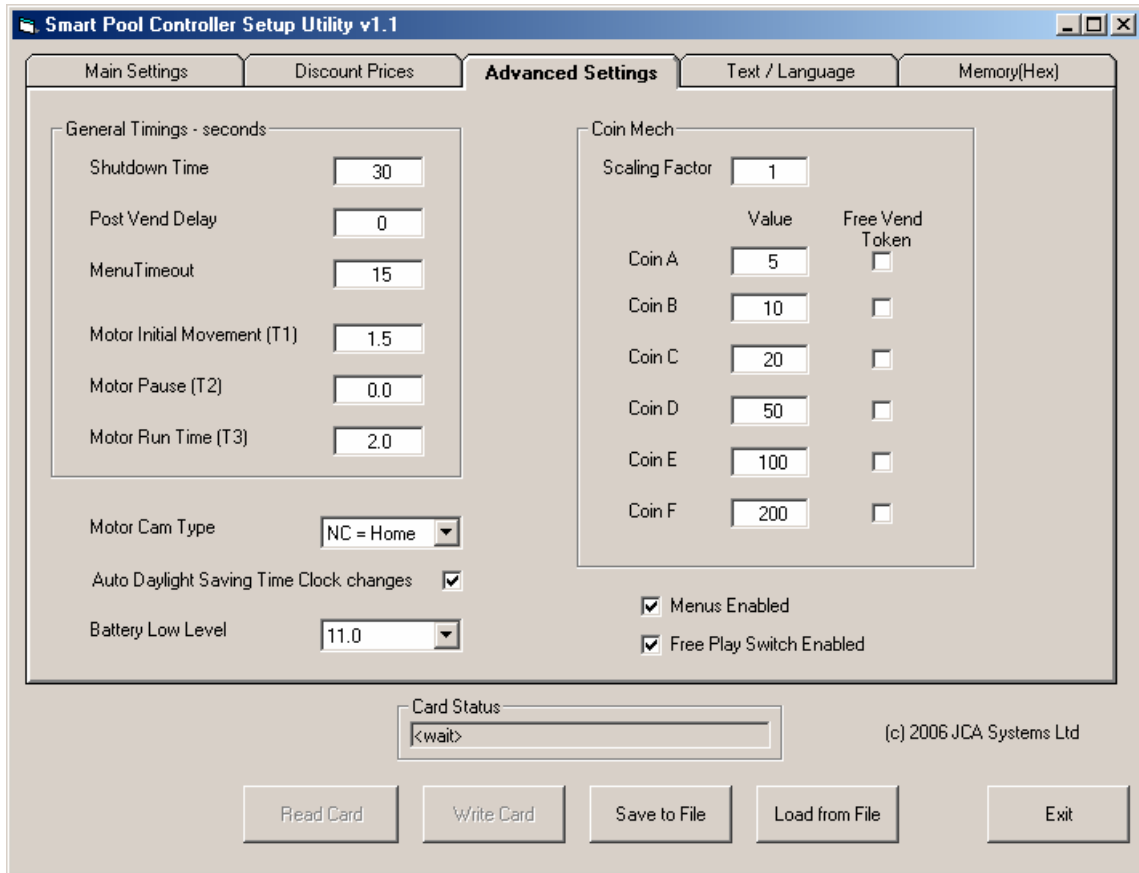 Smart Pool Controller Setup Utility v1.1
Main Settings
Discount Prices
Advanced Settings
Text / Language
Memory(Hex)
General Timings - seconds
Shutdown Time 30
Post Vend Delay 0
MenuTimeout 15
Motor Initial Movement (T1) 1.5
Motor Pause (T2) 0.0
Motor Run Time (T3) 2.0
Motor Cam Type NC = Home
Auto Daylight Saving Time Clock changes
Battery Low Level 11.0
Coin Mech
Scaling Factor 1
Value
Free Vend
Token
Coin A 5
Coin B 10
Coin C 20
Coin D 50
Coin E 100
Coin F 200
Menus Enabled
Free Play Switch Enabled
Card Status
<wait>
(c) 2006 JCA Systems Ltd
Read Card
Write Card
Save to File
Load from File
Exit